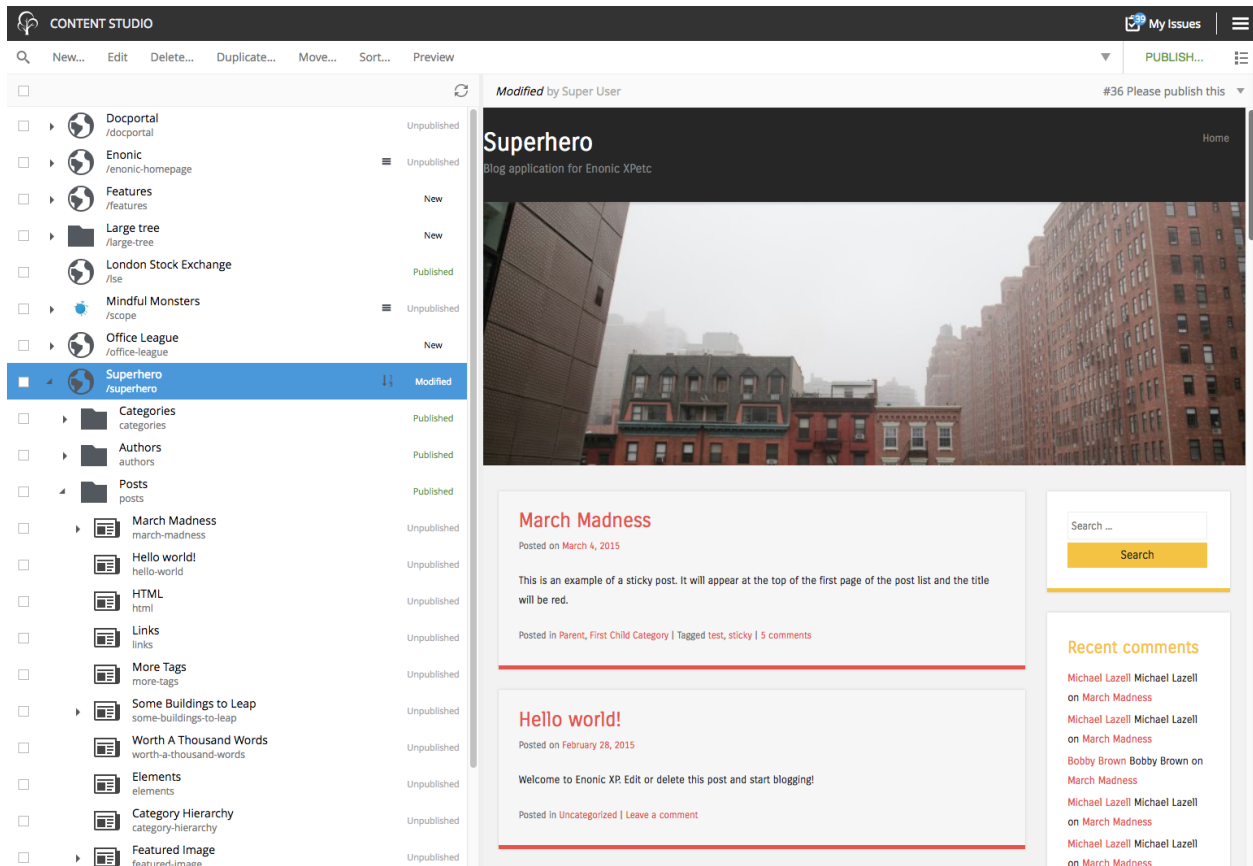 CONTENT STUDIO
39 My Issues
New... Edit Delete... Duplicate... Move... Sort... Preview
PUBLISH...
Modified by Super User
#36 Please publish this
Docportal
/docportal
Unpublished
Enonic
/enonic-homepage
Unpublished
Features
/features
New
Large tree
/large-tree
New
London Stock Exchange
/lse
Published
Mindful Monsters
/scope
Unpublished
Office League
/office-league
New
Superhero
/superhero
Modified
Categories
categories
Published
Authors
authors
Published
Posts
posts
Published
March Madness
march-madness
Unpublished
Hello world!
hello-world
Unpublished
HTML
html
Unpublished
Links
links
Unpublished
More Tags
more-tags
Unpublished
Some Buildings to Leap
some-buildings-to-leap
Unpublished
Worth A Thousand Words
worth-a-thousand-words
Unpublished
Elements
elements
Unpublished
Category Hierarchy
category-hierarchy
Unpublished
Featured Image
featured-image
Unpublished
Superhero
Home
Blog application for Enonic XPetc
March Madness
Posted on March 4, 2015
This is an example of a sticky post. It will appear at the top of the first page of the post list and the title
will be red.
Posted in Parent, First Child Category | Tagged test, sticky | 5 comments
Hello world!
Posted on February 28, 2015
Welcome to Enonic XP. Edit or delete this post and start blogging!
Posted in Uncategorized | Leave a comment
Search ...
Search
Recent comments
Michael Lazell Michael Lazell
on March Madness
Michael Lazell Michael Lazell
on March Madness
Bobby Brown Bobby Brown on
March Madness
Michael Lazell Michael Lazell
on March Madness
Michael Lazell Michael Lazell
on March Madness